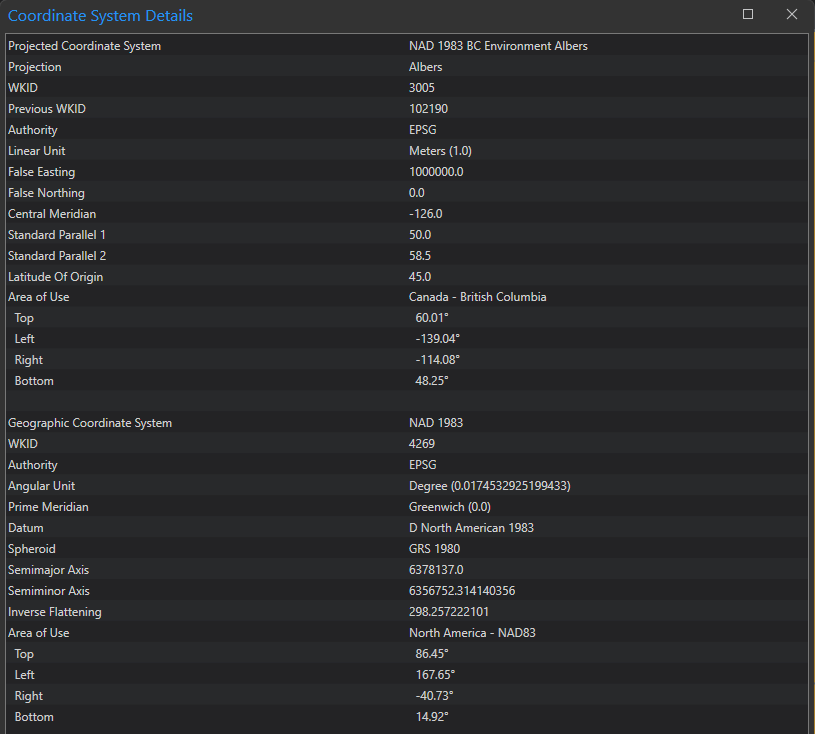 Coordinate System Details
Projected Coordinate System NAD 1983 BC Environment Albers
Projection Albers
WKID 3005
Previous WKID 102190
Authority EPSG
Linear Unit Meters (1.0)
False Easting 1000000.0
False Northing 0.0
Central Meridian -126.0
Standard Parallel 1 50.0
Standard Parallel 2 58.5
Latitude Of Origin 45.0
Area of Use Canada - British Columbia
Top 60.01°
Left -139.04°
Right -114.08°
Bottom 48.25°
Geographic Coordinate System NAD 1983
WKID 4269
Authority EPSG
Angular Unit Degree (0.0174532925199433)
Prime Meridian Greenwich (0.0)
Datum D North American 1983
Spheroid GRS 1980
Semimajor Axis 6378137.0
Semiminor Axis 6356752.314140356
Inverse Flattening 298.257222101
Area of Use North America - NAD83
Top 86.45°
Left 167.65°
Right -40.73°
Bottom 14.92°